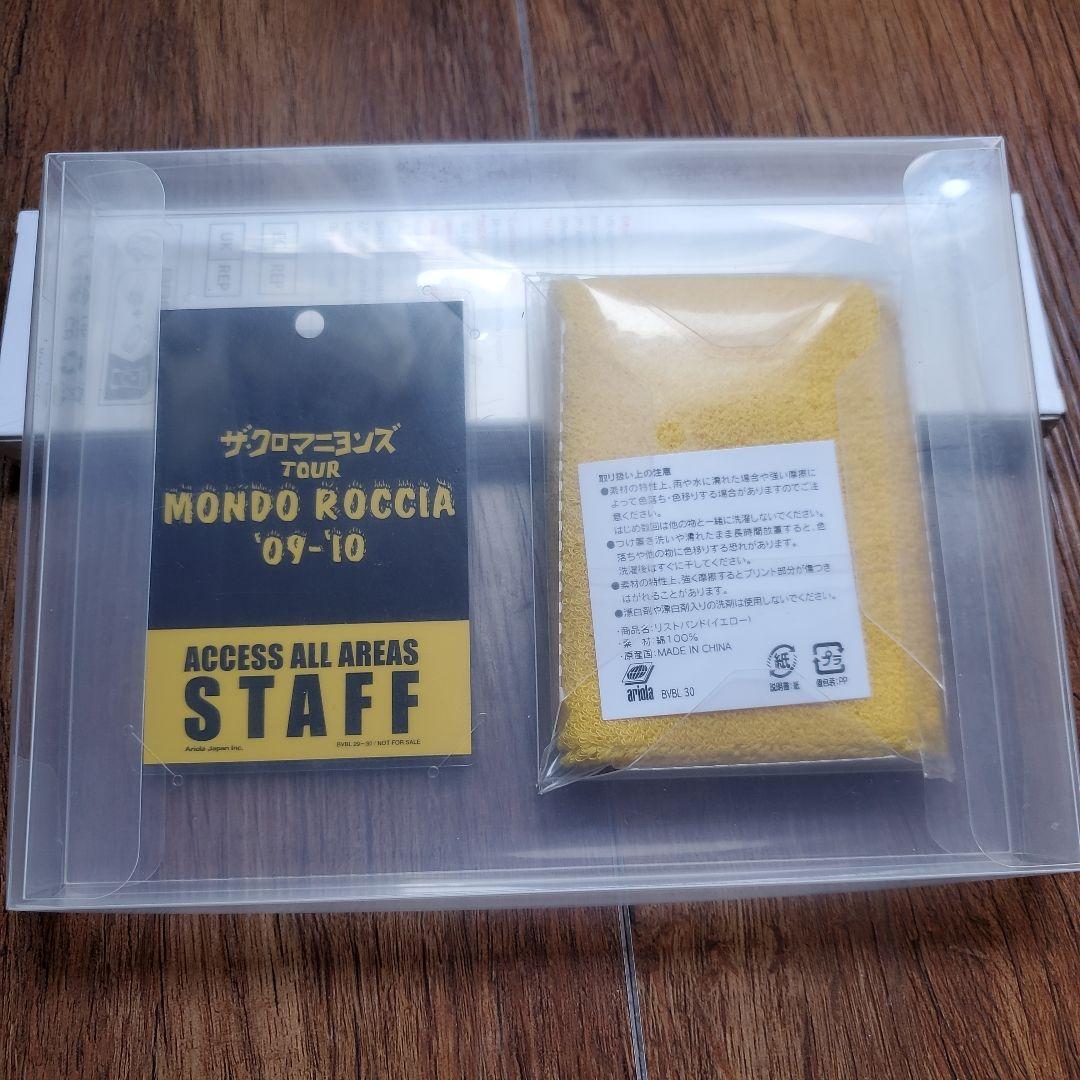 REP
REP
ザ・クロマニヨンズ
TOUR
MONDO ROCCIA
'09-'10
ACCESS ALL AREAS
STAFF
Ariola Japan Inc.
BVBL 29~30 / NOT FOR SALE
取り扱い上の注意
●素材の特性上、雨や水に濡れた場合や強い摩擦に
よって色落ち・色移りする場合がありますのでご注
意ください。
はじめ数回は他の物と一緒に洗濯しないでください。
●つけ置き洗いや濡れたまま長時間放置すると、色
落ちや他の物に色移りする恐れがあります。
洗濯後はすぐに干してください。
●素材の特性上、強く摩擦するとプリント部分が傷つき
はがれることがあります。
●漂白剤や漂白剤入りの洗剤は使用しないでください。
・商品名:リストバンド(イエロー)
・素 材:綿100%
・原産国:MADE IN CHINA
ariola
BVBL 30
紙
説明書:紙
プラ
個包装:PP